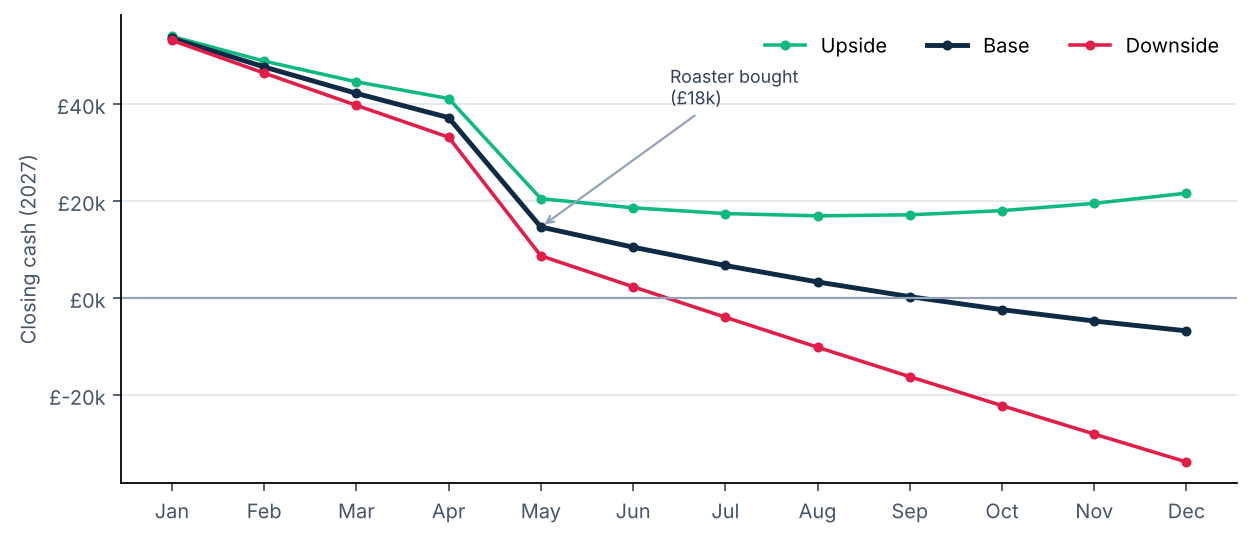 Upside Base Downside
Roaster bought
(£18k)
Closing cash (2027)
£40k
£20k
£0k
£-20k
Jan Feb Mar Apr May Jun Jul Aug Sep Oct Nov Dec